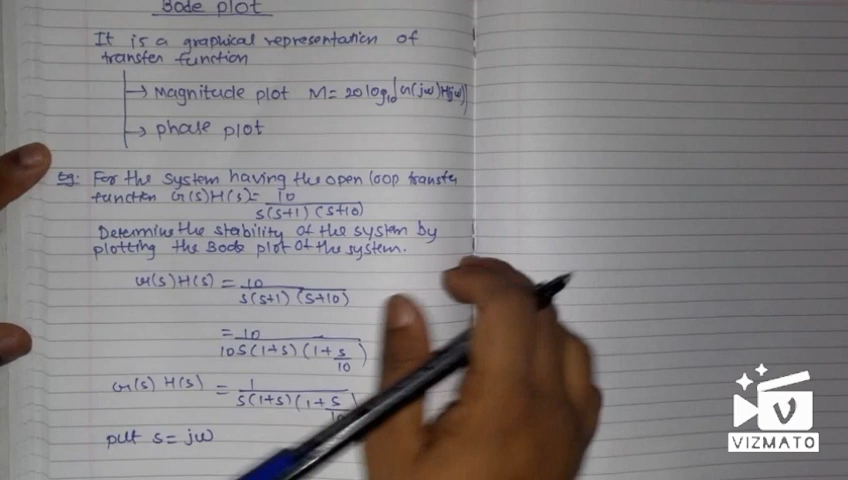 Bode plot
It is a graphical representation of
transfer function
→ Magnitude plot M = 20 log10 |G(jω)H(jω)|
→ phase plot
Eg: For the system having the open loop transfer
function G(s)H(s) = 10
s(s+1) (s+10)
Determine the stability of the system by
plotting the Bode plot of the system.
G(s)H(s) = 10
s(s+1) (s+10)
= 10
10s(1+s) (1+s/10)
G(s) H(s) = 1
s(1+s) (1+s/10)
put s = jω
VIZMATO